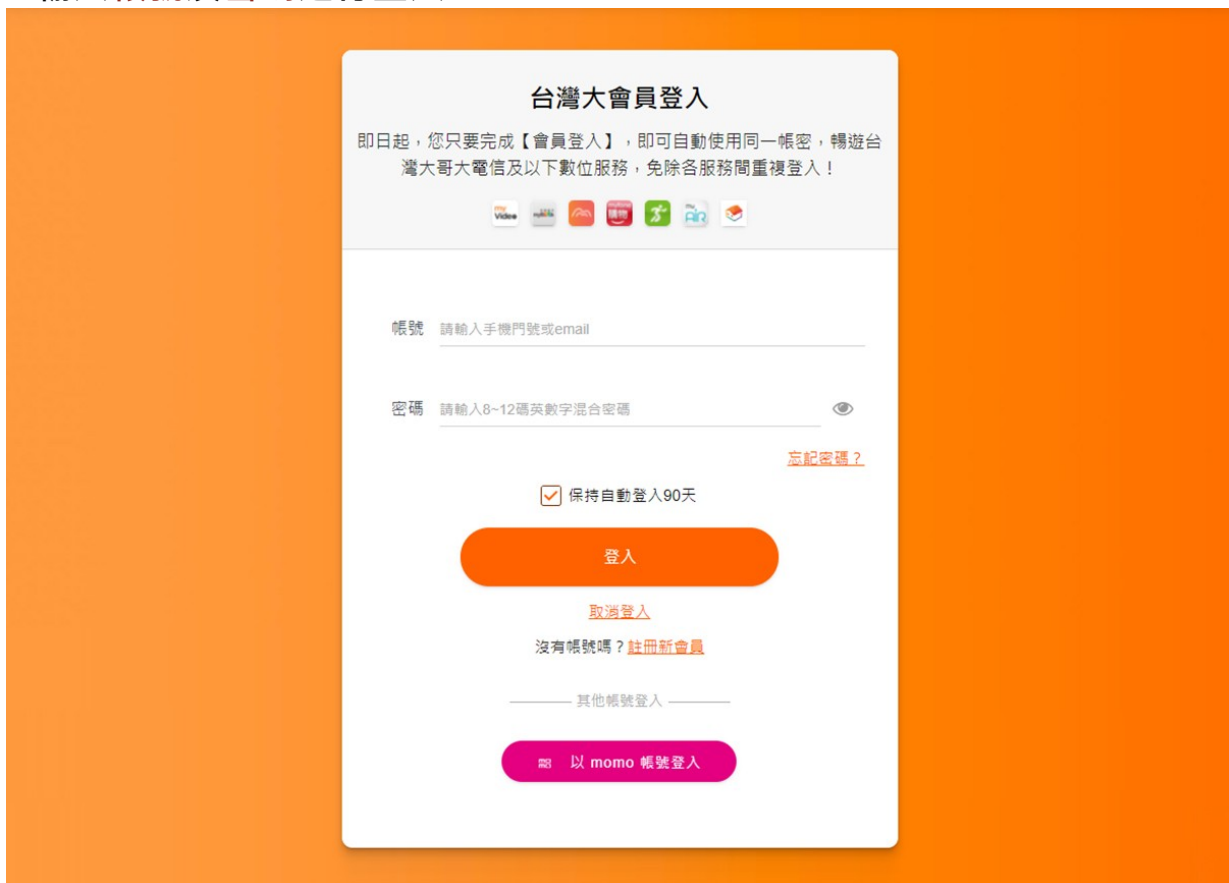 台灣大會員登入
即日起，您只要完成【會員登入】，即可自動使用同一帳密，暢遊台
灣大哥大電信及以下數位服務，免除各服務間重複登入！
my Video
購物
my Air
帳號 請輸入手機門號或email
密碼 請輸入8~12碼英數字混合密碼
忘記密碼？
保持自動登入90天
登入
取消登入
沒有帳號嗎？註冊新會員
其他帳號登入
以 momo 帳號登入